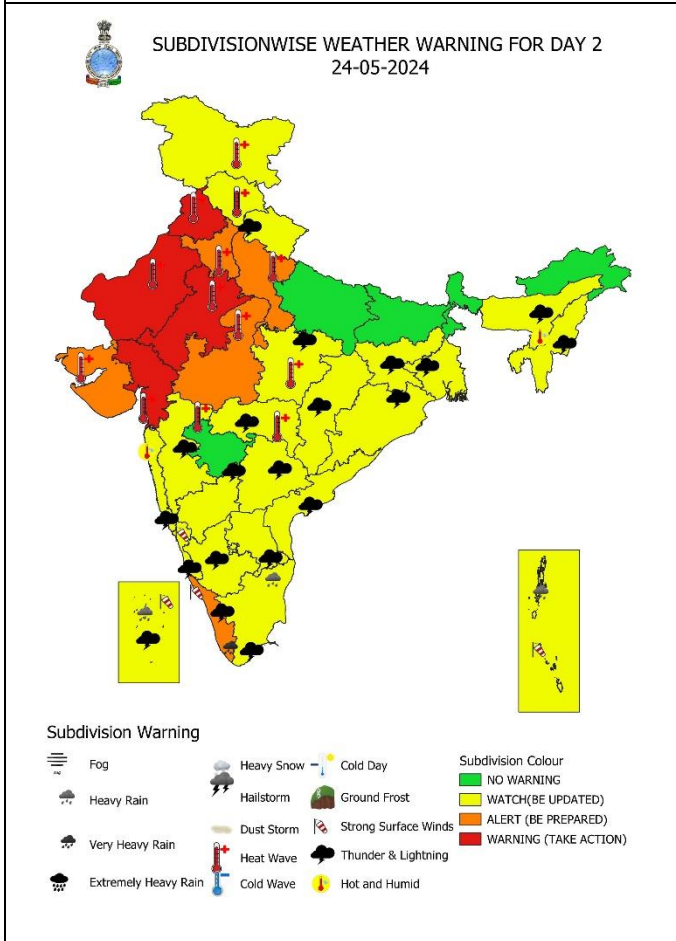 SUBDIVISIONWISE WEATHER WARNING FOR DAY 2
24-05-2024
Subdivision Warning
Fog
Heavy Rain
Very Heavy Rain
Extremely Heavy Rain
Heavy Snow
Hailstorm
Dust Storm
Heat Wave
Cold Wave
Cold Day
Ground Frost
Strong Surface Winds
Thunder & Lightning
Hot and Humid
Subdivision Colour
NO WARNING
WATCH(BE UPDATED)
ALERT (BE PREPARED)
WARNING (TAKE ACTION)